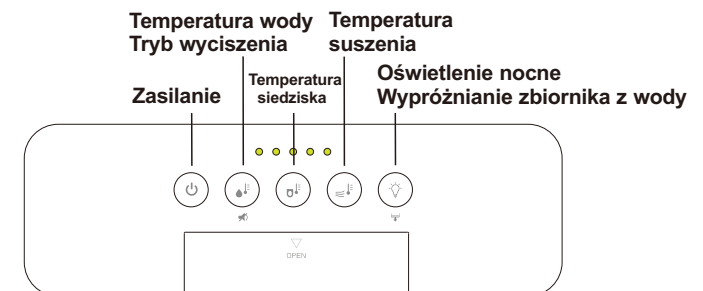 Temperatura wody
Tryb wyciszenia
Temperatura
suszenia
Zasilanie
Temperatura
siedziska
Oświetlenie nocne
Wypróżnianie zbiornika z wody
OPEN